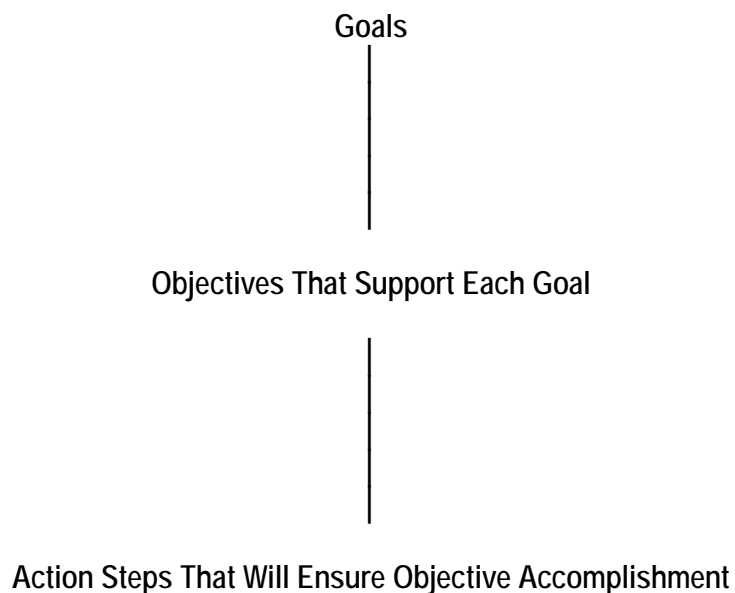 Goals
Objectives That Support Each Goal
Action Steps That Will Ensure Objective Accomplishment